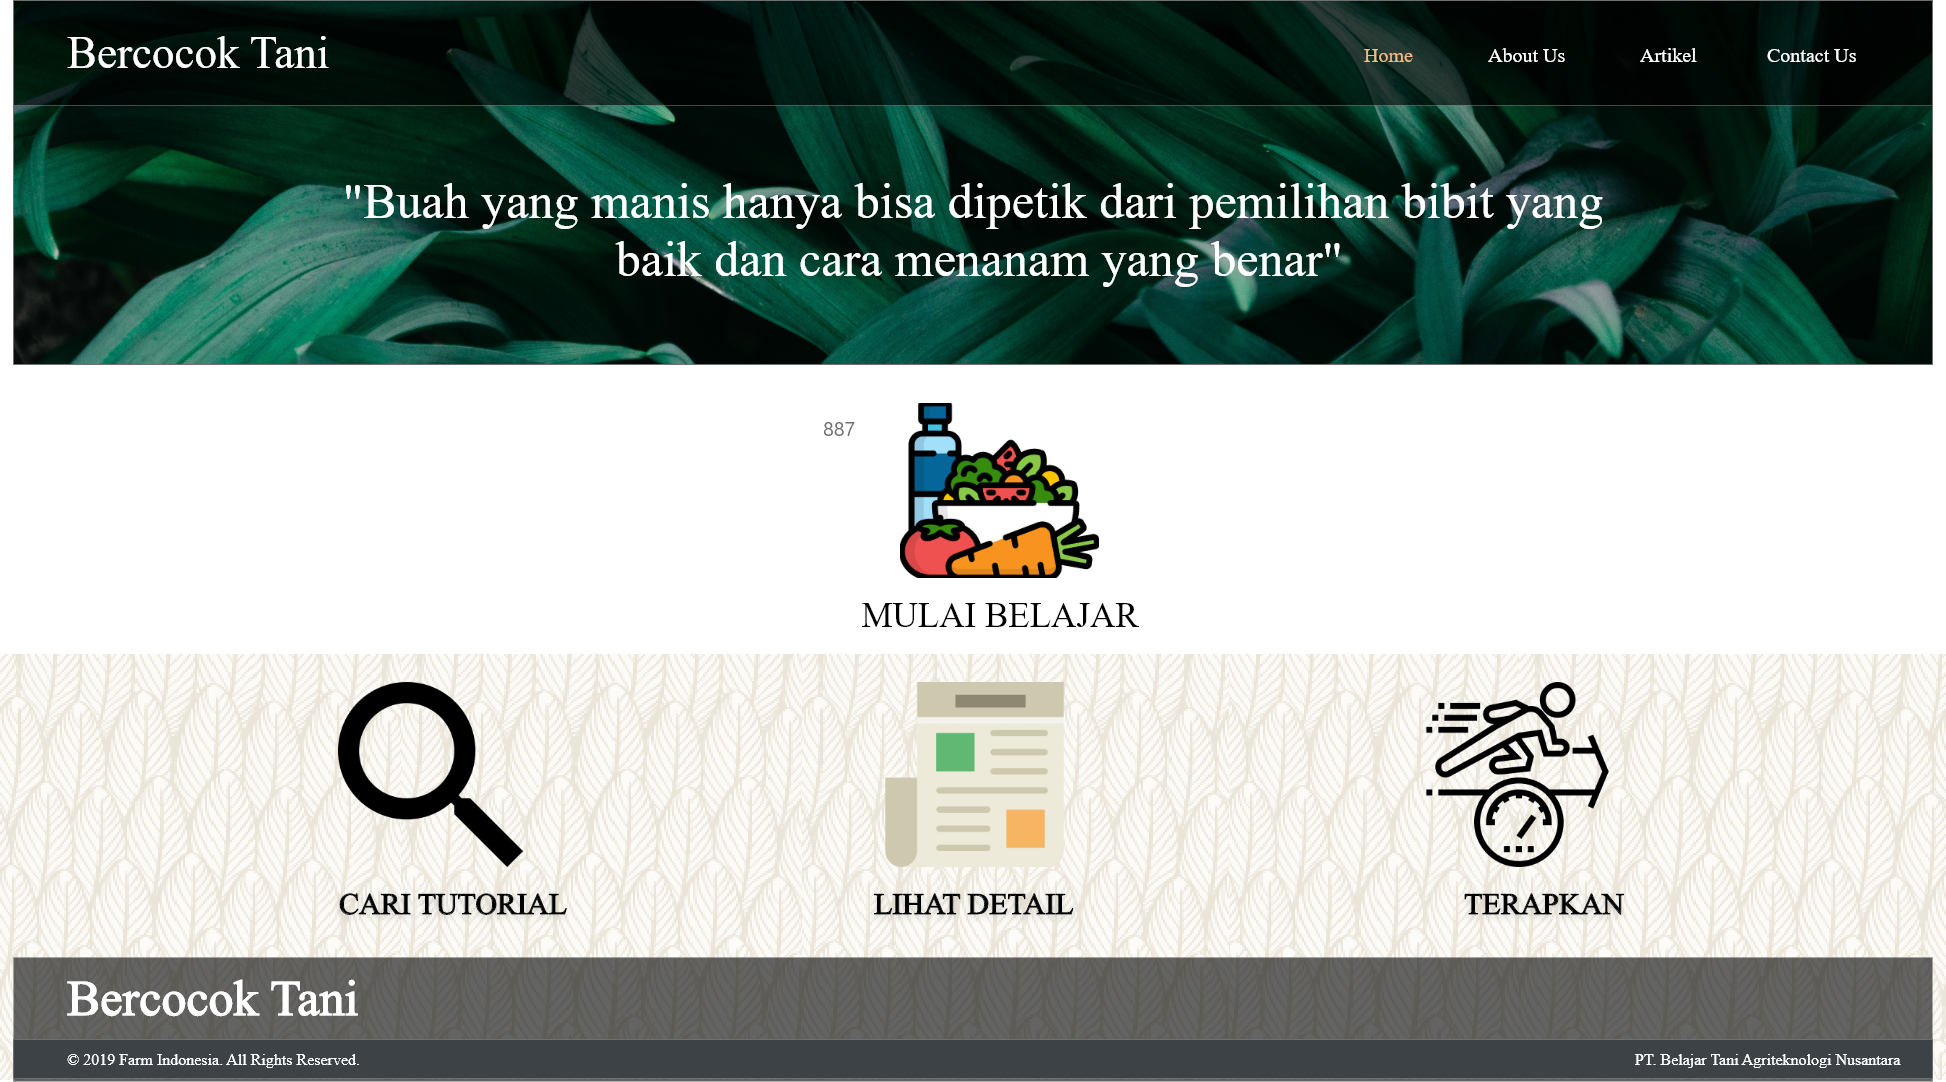 Bercocok Tani
Home
About Us
Artikel
Contact Us
"Buah yang manis hanya bisa dipetik dari pemilihan bibit yang
baik dan cara menanam yang benar"
887
MULAI BELAJAR
CARI TUTORIAL
LIHAT DETAIL
TERAPKAN
Bercocok Tani
© 2019 Farm Indonesia. All Rights Reserved.
PT. Belajar Tani Agriteknologi Nusantara